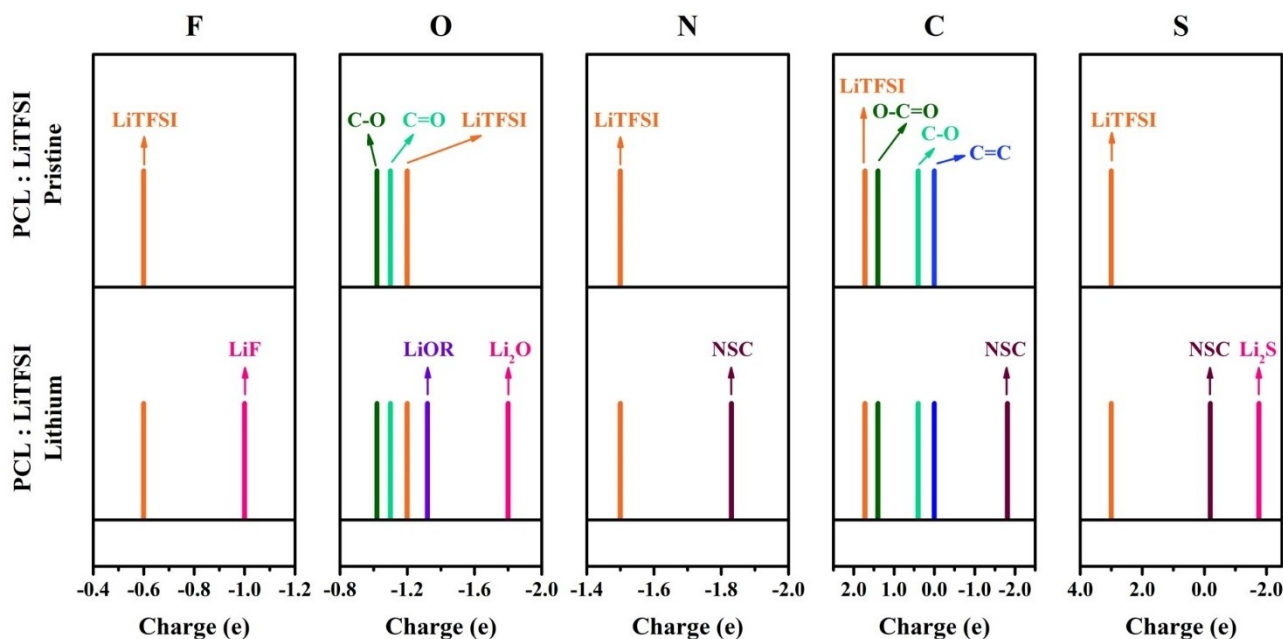 F O N C S
PCL : LiTFSI
Pristine
LiTFSI
C-O C=O LiTFSI
LiTFSI
LiTFSI
O-C=O
C-O
C=C
LiTFSI
PCL : LiTFSI
Lithium
LiF
LiOR Li₂O
NSC
NSC
NSC Li₂S
-0.4 -0.6 -0.8 -1.0 -1.2
-0.8 -1.2 -1.6 -2.0
-1.4 -1.6 -1.8 -2.0
2.0 1.0 0.0 -1.0 -2.0
4.0 2.0 0.0 -2.0
Charge (e) Charge (e) Charge (e) Charge (e) Charge (e)